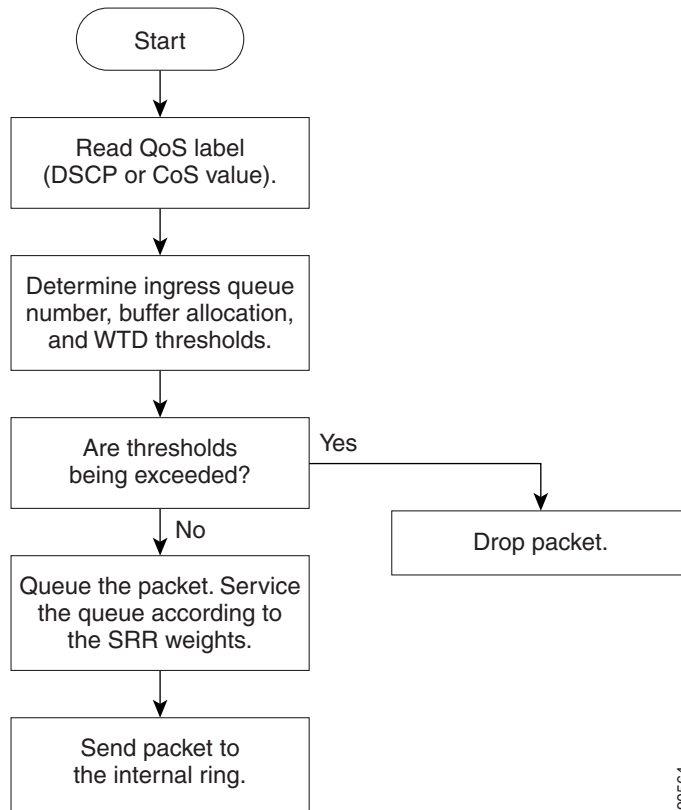 Start
Read QoS label
(DSCP or CoS value).
Determine ingress queue
number, buffer allocation,
and WTD thresholds.
Are thresholds
being exceeded?
Yes
No
Drop packet.
Queue the packet. Service
the queue according to
the SRR weights.
Send packet to
the internal ring.